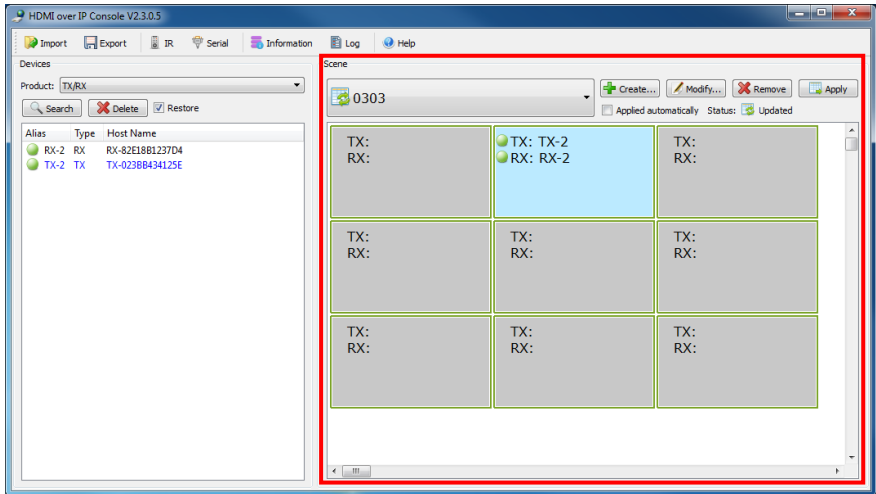 HDMI over IP Console V2.3.0.5
Import Export IR Serial Information Log Help
Devices
Product: TX/RX
Search Delete Restore
Alias Type Host Name
RX-2 RX RX-82E18B1237D4
TX-2 TX TX-023BB434125E
Scene
0303
Create... Modify... Remove Apply
Applied automatically Status: Updated
TX: TX: TX-2 TX:
RX: RX: RX-2 RX:
TX: TX: TX:
RX: RX: RX:
TX: TX: TX:
RX: RX: RX: